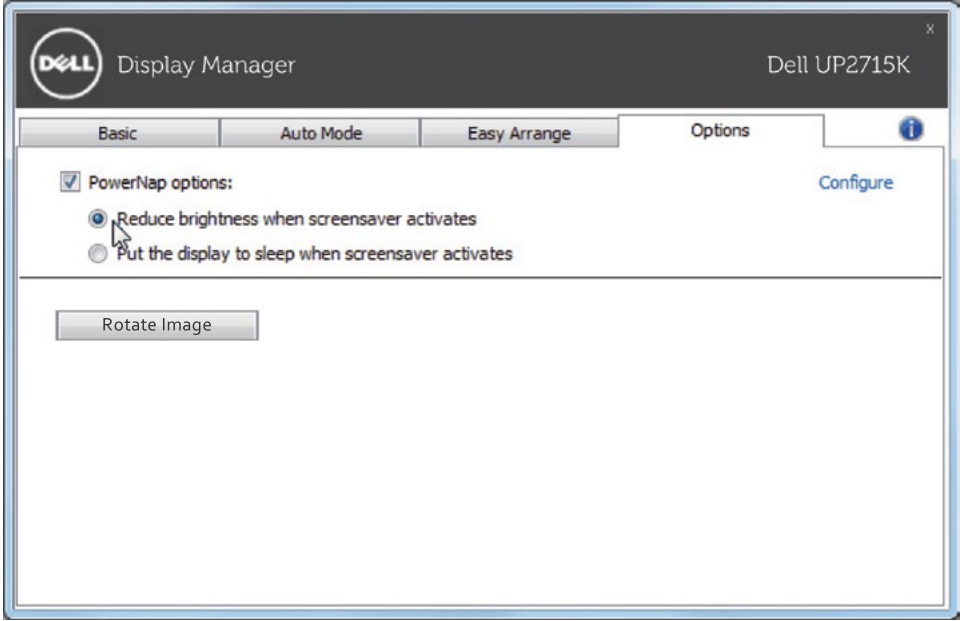 x
DELL Display Manager Dell UP2715K
Basic Auto Mode Easy Arrange Options i
PowerNap options: Configure
Reduce brightness when screensaver activates
Put the display to sleep when screensaver activates
Rotate Image